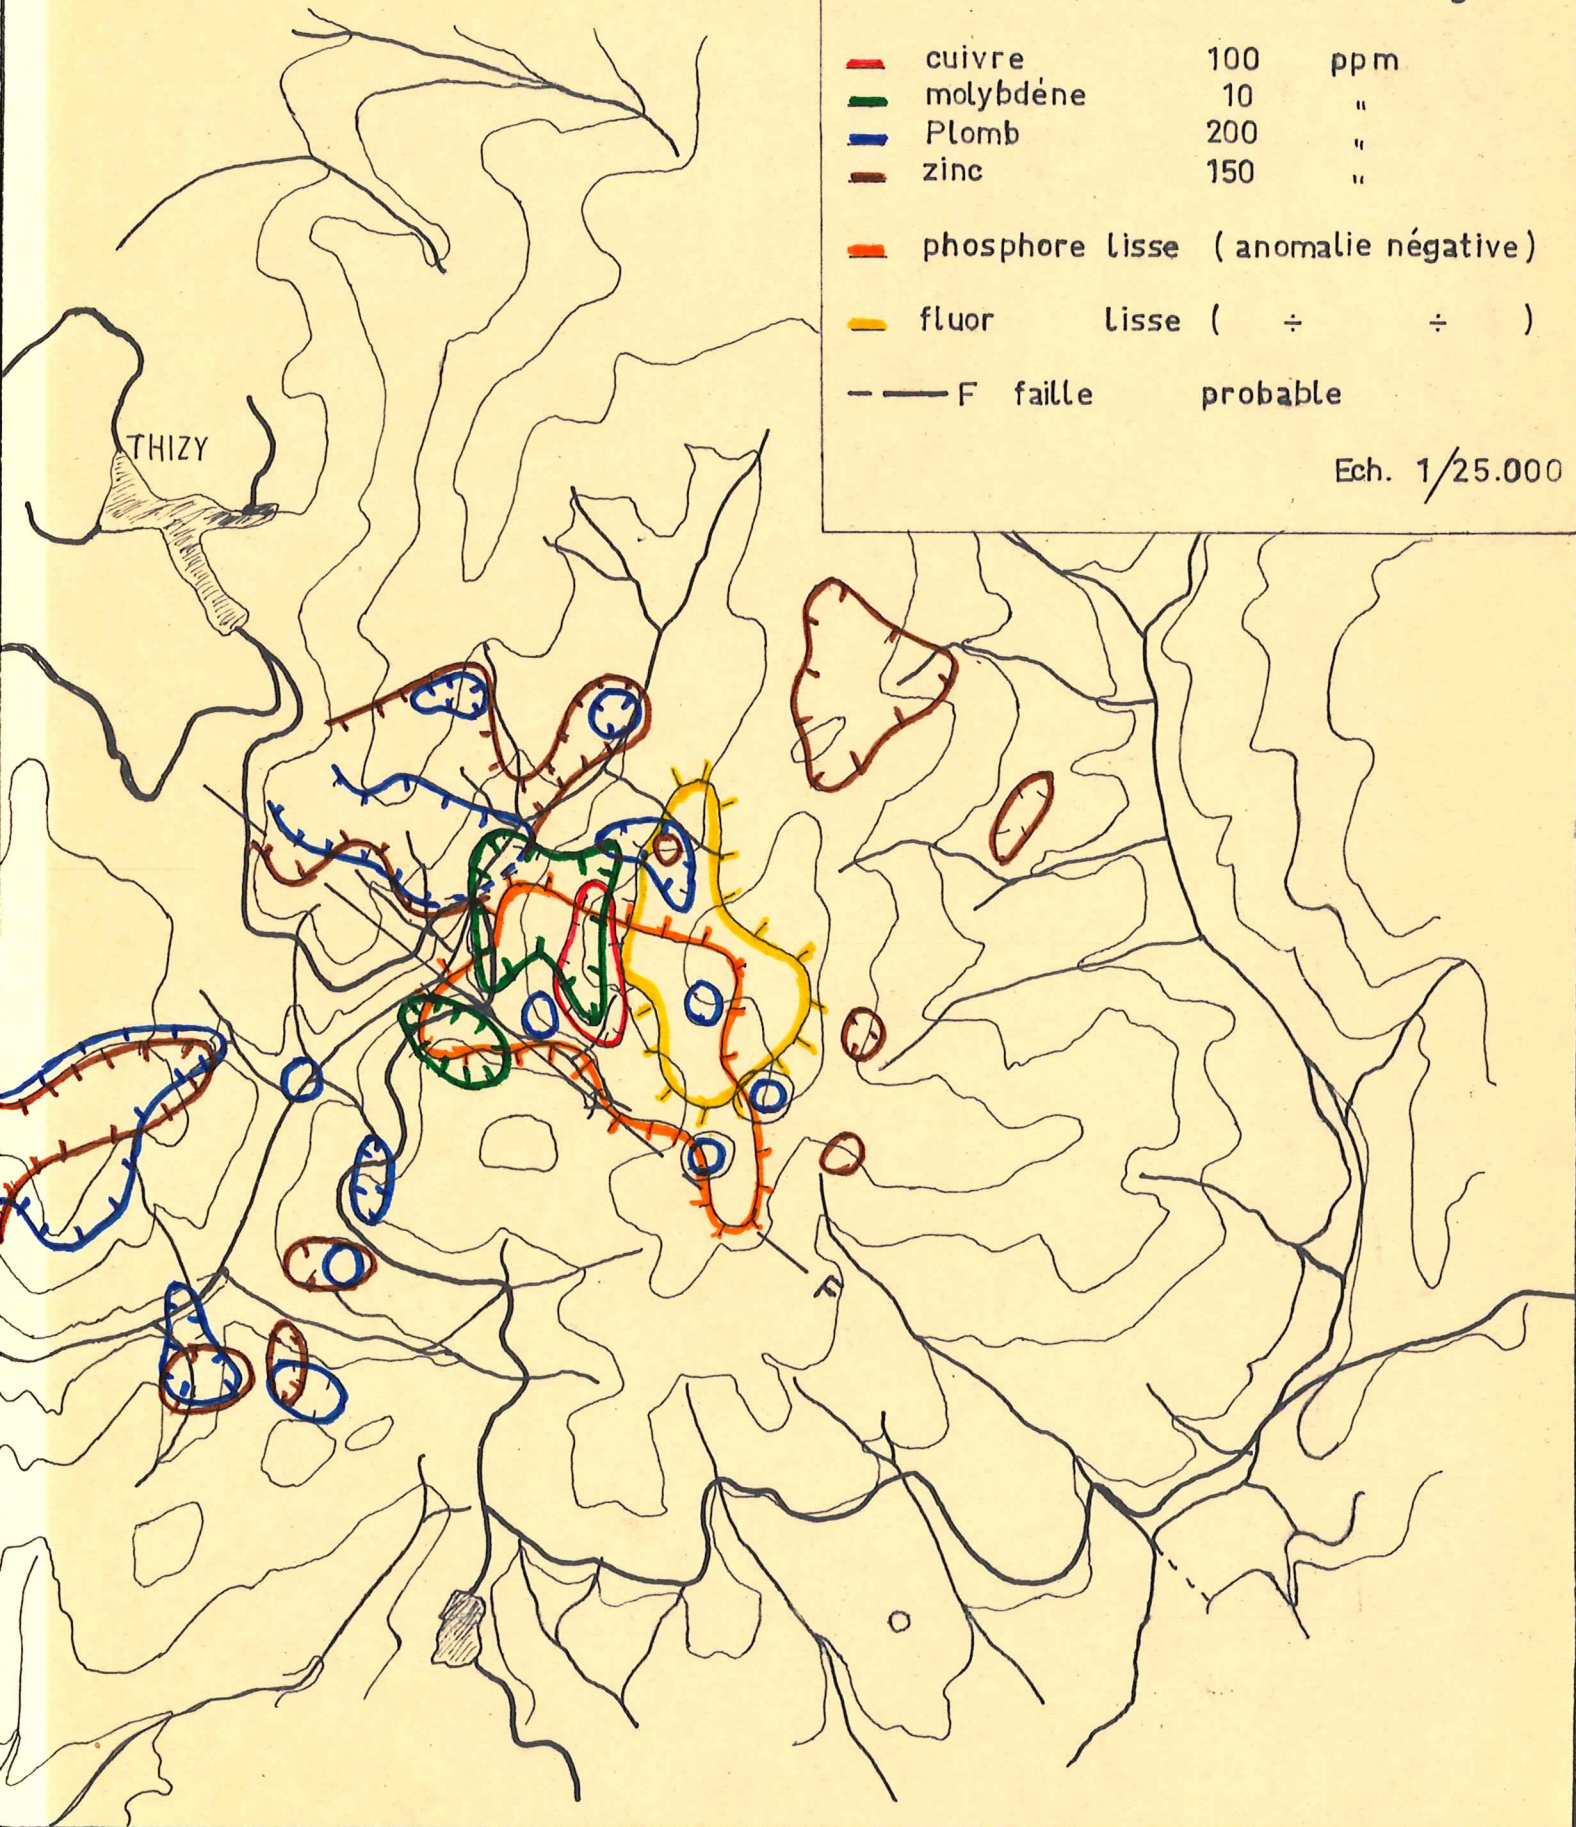 cuivre 100 ppm
molybdène 10 "
Plomb 200 "
zinc 150 "
phosphore lisse ( anomalie négative )
fluor lisse ( ÷ ÷ )
F faille probable
Ech. 1/25.000
THIZY
F